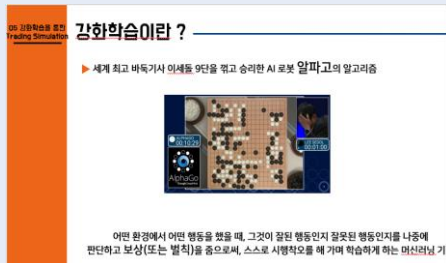 05 강화학습을 통한
Trading Simulation
강화학습이란 ?
▶ 세계 최고 바둑기사 이세돌 9단을 꺾고 승리한 AI 로봇 알파고의 알고리즘
00:10:29
AlphaGo
00:01:00
어떤 환경에서 어떤 행동을 했을 때, 그것이 잘된 행동인지 잘못된 행동인지를 나중에
판단하고 보상(또는 벌칙)을 줌으로써, 스스로 시행착오를 해 가며 학습하게 하는 머신러닝 기